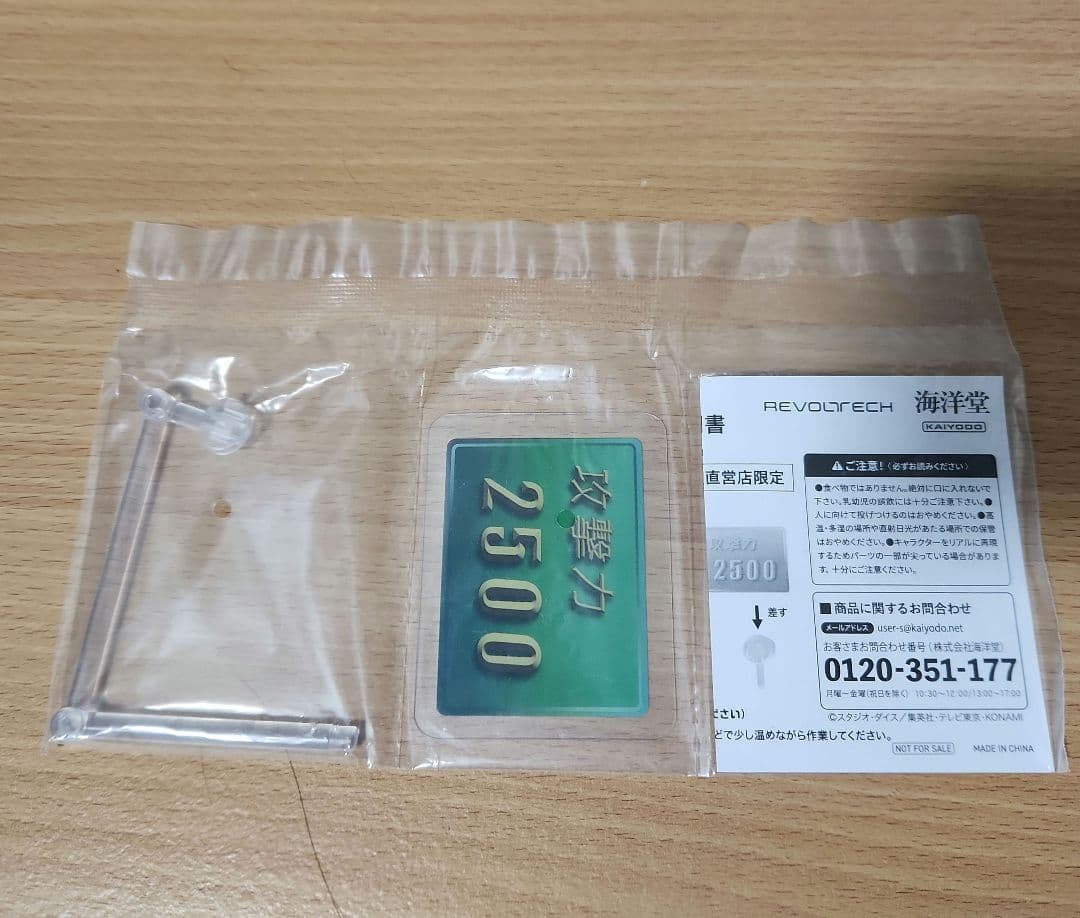 攻撃力
2500
REVOLTECH 海洋堂
KAIYODO
書
直営店限定
攻撃力
2500
差す
ださい)
どで少し温めながら作業してください。
ご注意!(必ずお読みください)
●食べ物ではありません。絶対に口に入れないで
下さい。乳幼児の誤飲には十分ご注意下さい。●
人に向けて投げつけるのはおやめください。●高
温・多湿の場所や直射日光があたる場所での保管
はおやめください。●キャラクターをリアルに再現
するためパーツの一部が尖っている場合がありま
す。十分にご注意ください。
■商品に関するお問合わせ
メールアドレス user-s@kaiyodo.net
お客さまお問合わせ番号(株式会社海洋堂)
0120-351-177
月曜〜金曜(祝日を除く) 10:30〜12:00/13:00〜17:00
©スタジオ・ダイス/集英社・テレビ東京・KONAMI
NOT FOR SALE MADE IN CHINA